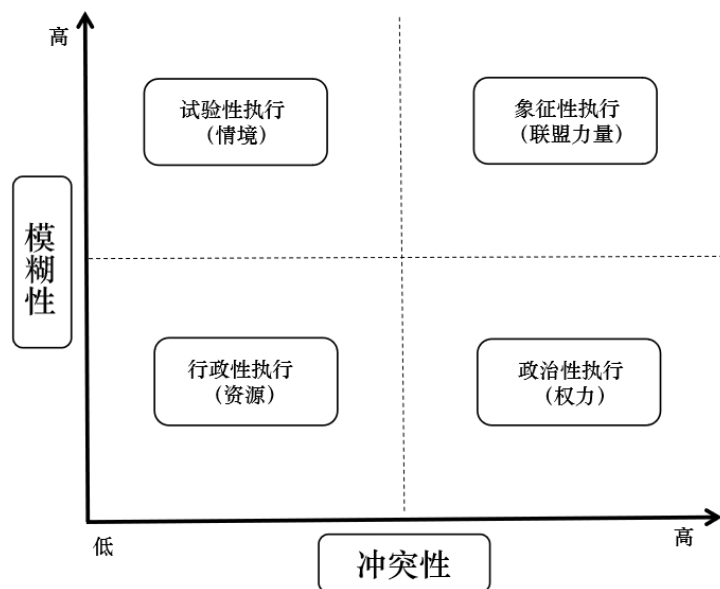 高
试验性执行
（情境）
象征性执行
（联盟力量）
模
糊
性
行政性执行
（资源）
政治性执行
（权力）
低
冲突性
高